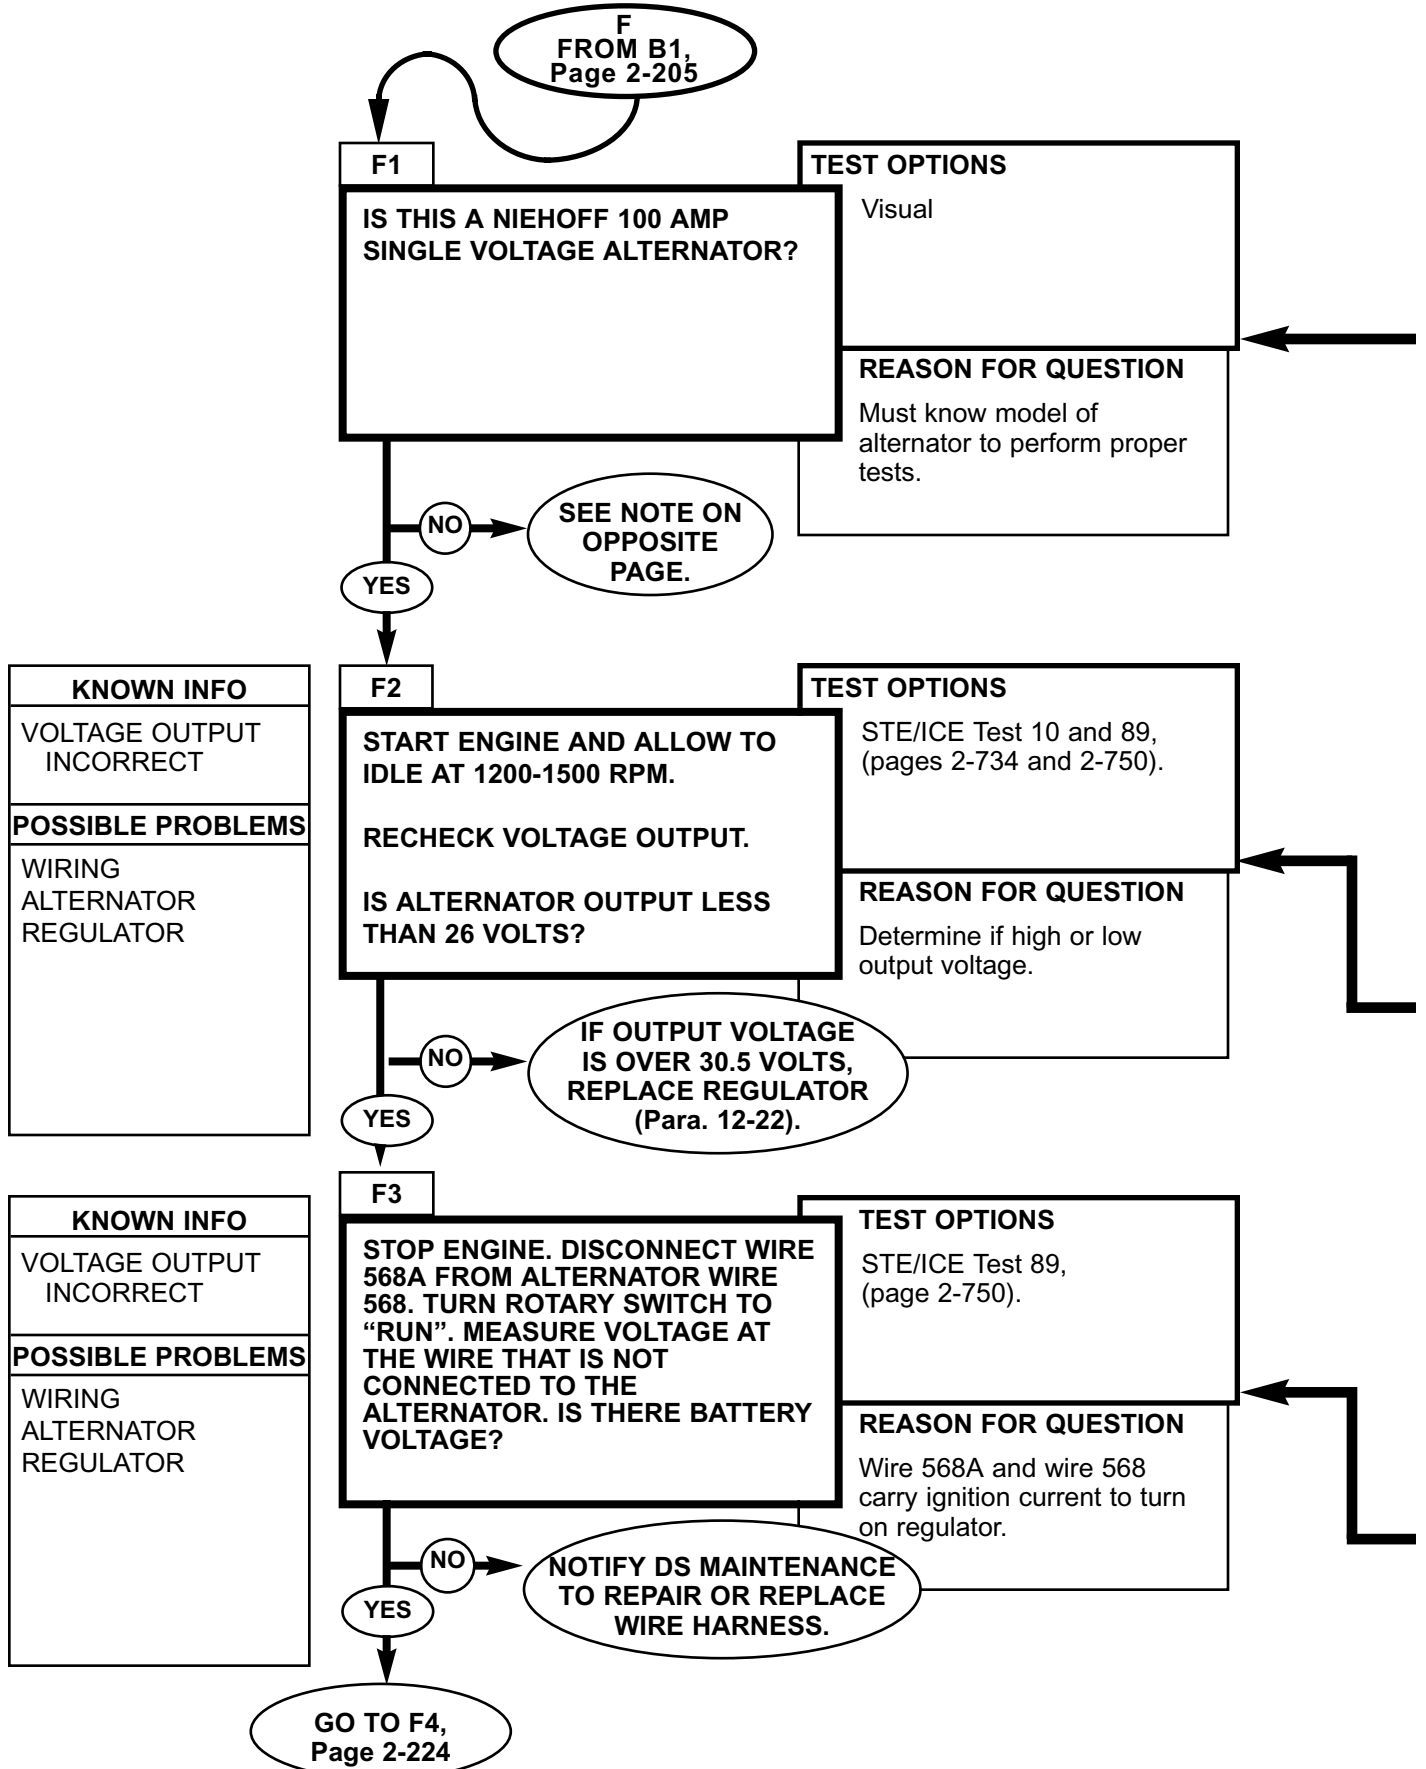 F
FROM B1,
Page 2-205
F1
IS THIS A NIEHOFF 100 AMP
SINGLE VOLTAGE ALTERNATOR?
TEST OPTIONS
Visual
REASON FOR QUESTION
Must know model of
alternator to perform proper
tests.
NO
SEE NOTE ON
OPPOSITE
PAGE.
YES
KNOWN INFO
VOLTAGE OUTPUT
INCORRECT
POSSIBLE PROBLEMS
WIRING
ALTERNATOR
REGULATOR
F2
START ENGINE AND ALLOW TO
IDLE AT 1200-1500 RPM.
RECHECK VOLTAGE OUTPUT.
IS ALTERNATOR OUTPUT LESS
THAN 26 VOLTS?
TEST OPTIONS
STE/ICE Test 10 and 89,
(pages 2-734 and 2-750).
REASON FOR QUESTION
Determine if high or low
output voltage.
NO
IF OUTPUT VOLTAGE
IS OVER 30.5 VOLTS,
REPLACE REGULATOR
(Para. 12-22).
YES
KNOWN INFO
VOLTAGE OUTPUT
INCORRECT
POSSIBLE PROBLEMS
WIRING
ALTERNATOR
REGULATOR
F3
STOP ENGINE. DISCONNECT WIRE
568A FROM ALTERNATOR WIRE
568. TURN ROTARY SWITCH TO
“RUN”. MEASURE VOLTAGE AT
THE WIRE THAT IS NOT
CONNECTED TO THE
ALTERNATOR. IS THERE BATTERY
VOLTAGE?
TEST OPTIONS
STE/ICE Test 89,
(page 2-750).
REASON FOR QUESTION
Wire 568A and wire 568
carry ignition current to turn
on regulator.
NO
NOTIFY DS MAINTENANCE
TO REPAIR OR REPLACE
WIRE HARNESS.
YES
GO TO F4,
Page 2-224